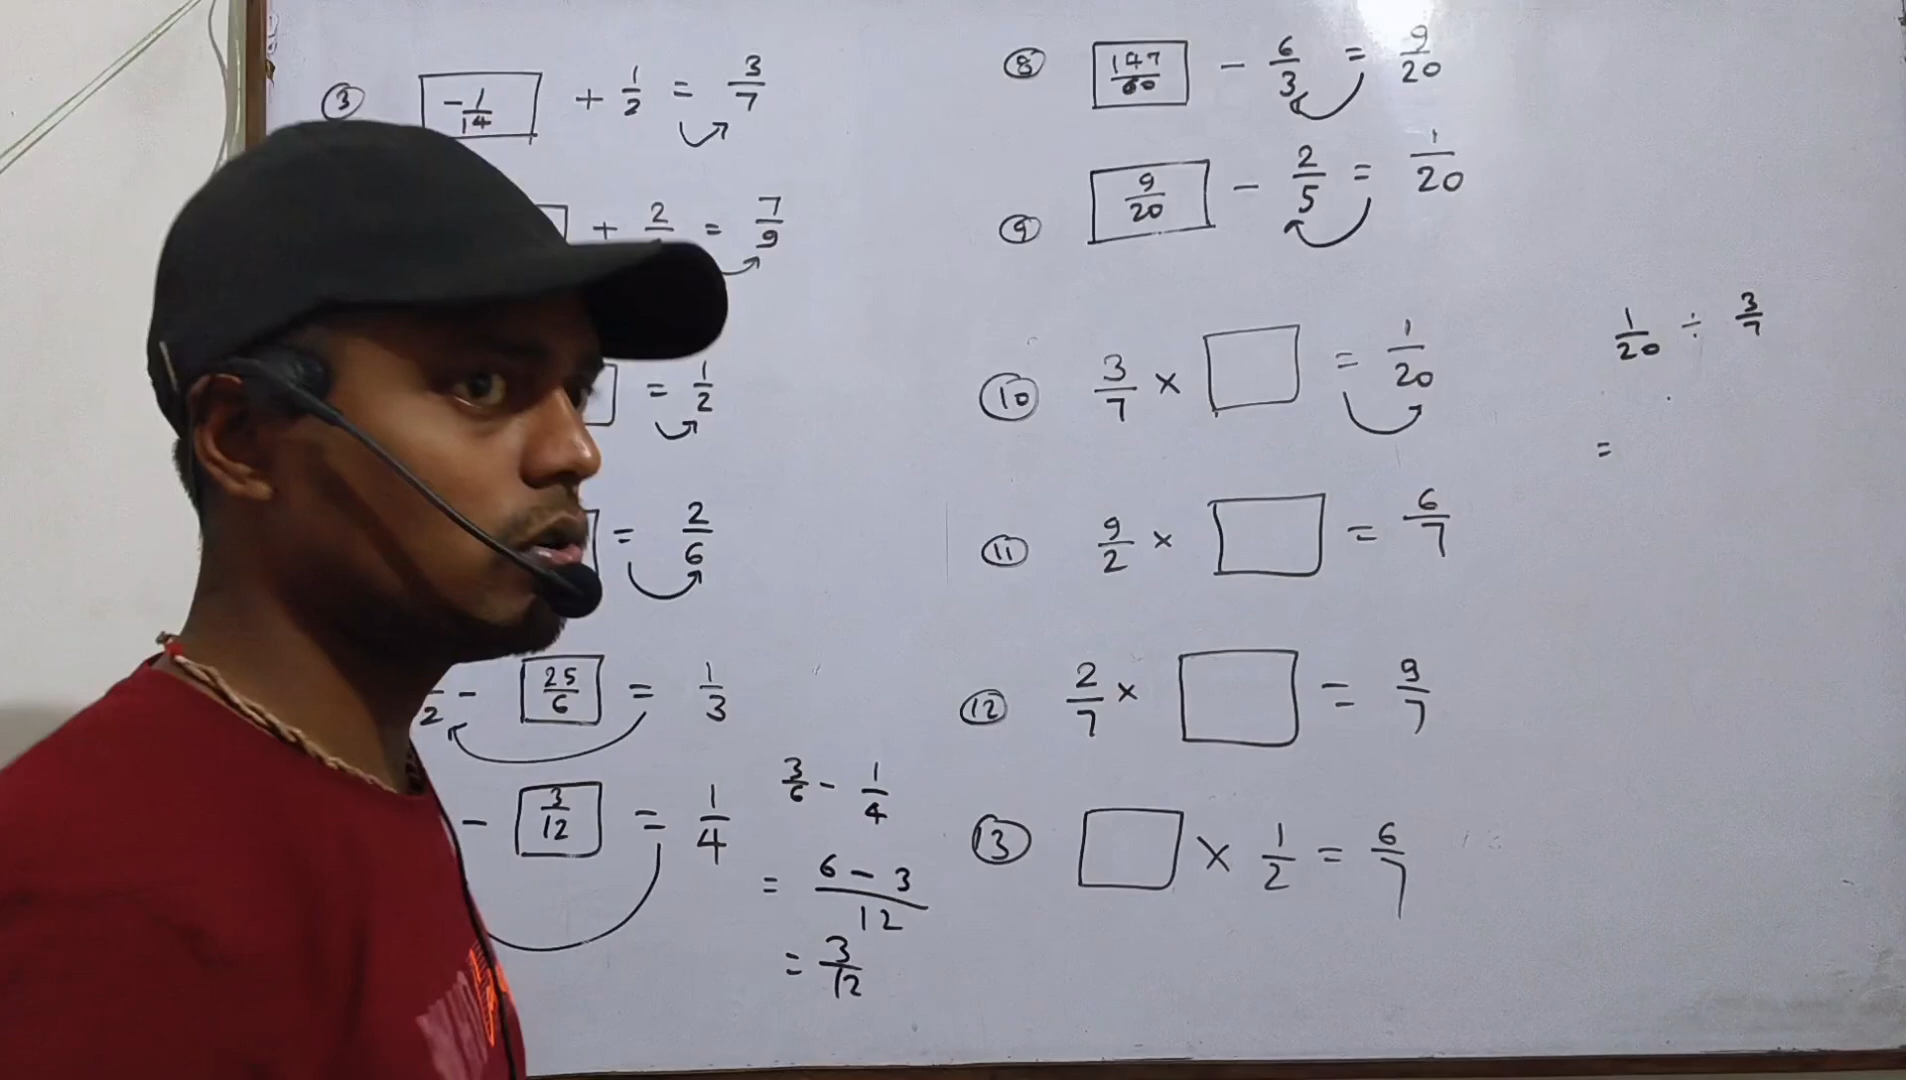 ③ -1/14 + 1/2 = 3/7
+ 2/ = 7/9
= 1/2
= 2/6
/2 - 25/6 = 1/3
- 3/12 = 1/4
3/6 - 1/4
= 6 - 3/12
= 3/12
⑧ 147/60 - 6/3 = 9/20
⑨ 9/20 - 2/5 = 1/20
⑩ 3/7 × □ = 1/20
1/20 ÷ 3/7
=
⑪ 9/2 × □ = 6/7
⑫ 2/7 × □ = 9/7
⑬ □ × 1/2 = 6/7